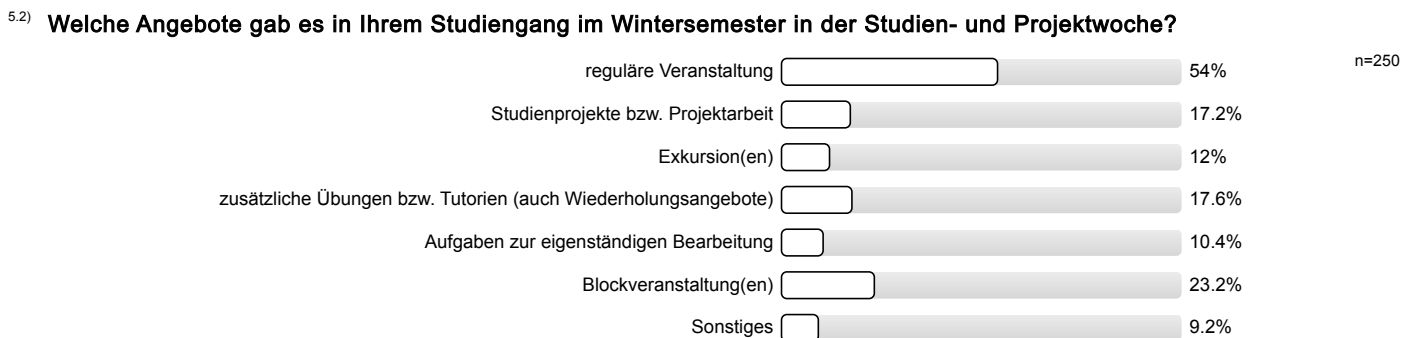 5.2) Welche Angebote gab es in Ihrem Studiengang im Wintersemester in der Studien- und Projektwoche?
reguläre Veranstaltung 54% n=250
Studienprojekte bzw. Projektarbeit 17.2%
Exkursion(en) 12%
zusätzliche Übungen bzw. Tutorien (auch Wiederholungsangebote) 17.6%
Aufgaben zur eigenständigen Bearbeitung 10.4%
Blockveranstaltung(en) 23.2%
Sonstiges 9.2%